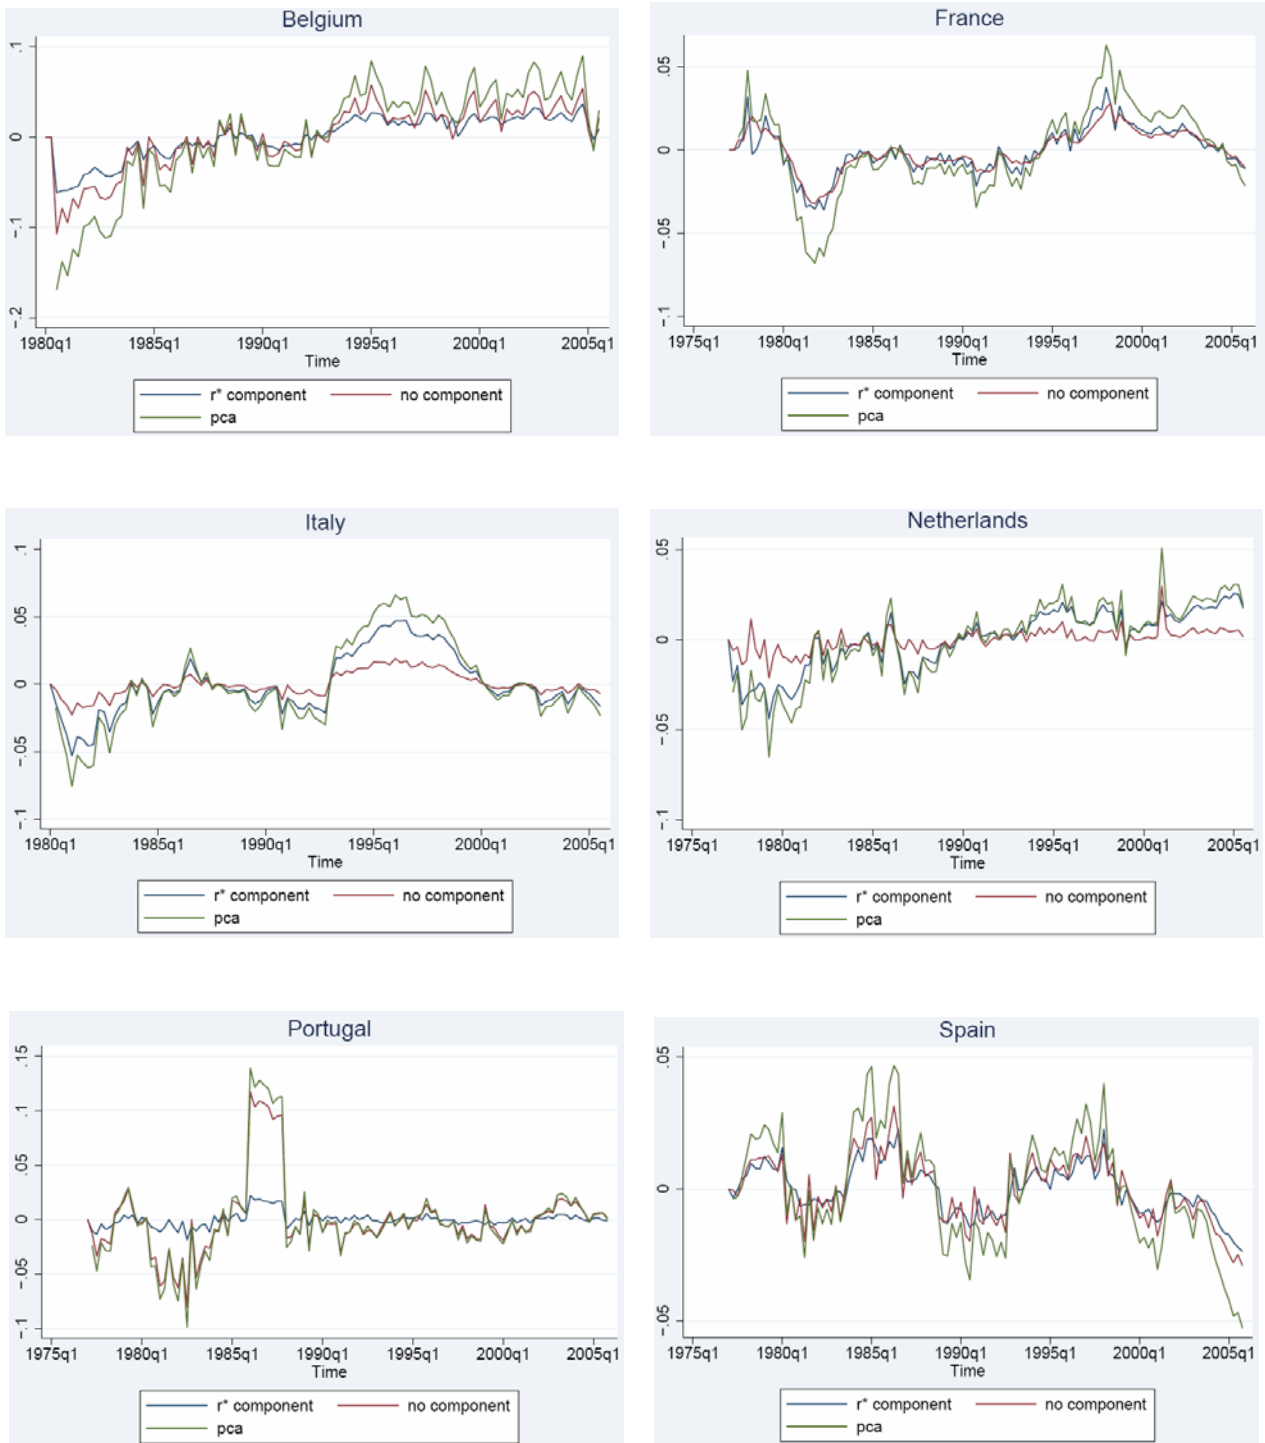 Belgium
.1
0
-.1
-.2
1980q1 1985q1 1990q1 1995q1 2000q1 2005q1
Time
r* component no component
pca
France
.05
0
-.05
-.1
1975q1 1980q1 1985q1 1990q1 1995q1 2000q1 2005q1
Time
r* component no component
pca
Italy
.1
.05
0
-.05
-.1
1980q1 1985q1 1990q1 1995q1 2000q1 2005q1
Time
r* component no component
pca
Netherlands
.05
0
-.05
-.1
1975q1 1980q1 1985q1 1990q1 1995q1 2000q1 2005q1
Time
r* component no component
pca
Portugal
.15
.1
.05
0
-.05
-.1
1975q1 1980q1 1985q1 1990q1 1995q1 2000q1 2005q1
Time
r* component no component
pca
Spain
.05
0
-.05
1975q1 1980q1 1985q1 1990q1 1995q1 2000q1 2005q1
Time
r* component no component
pca